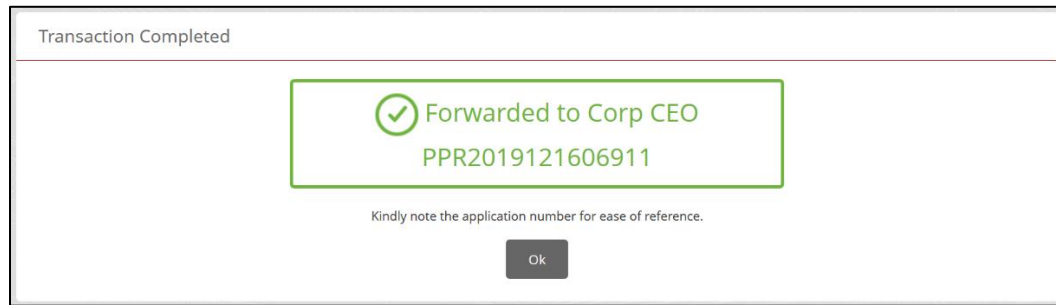 Transaction Completed
Forwarded to Corp CEO
PPR2019121606911
Kindly note the application number for ease of reference.
Ok